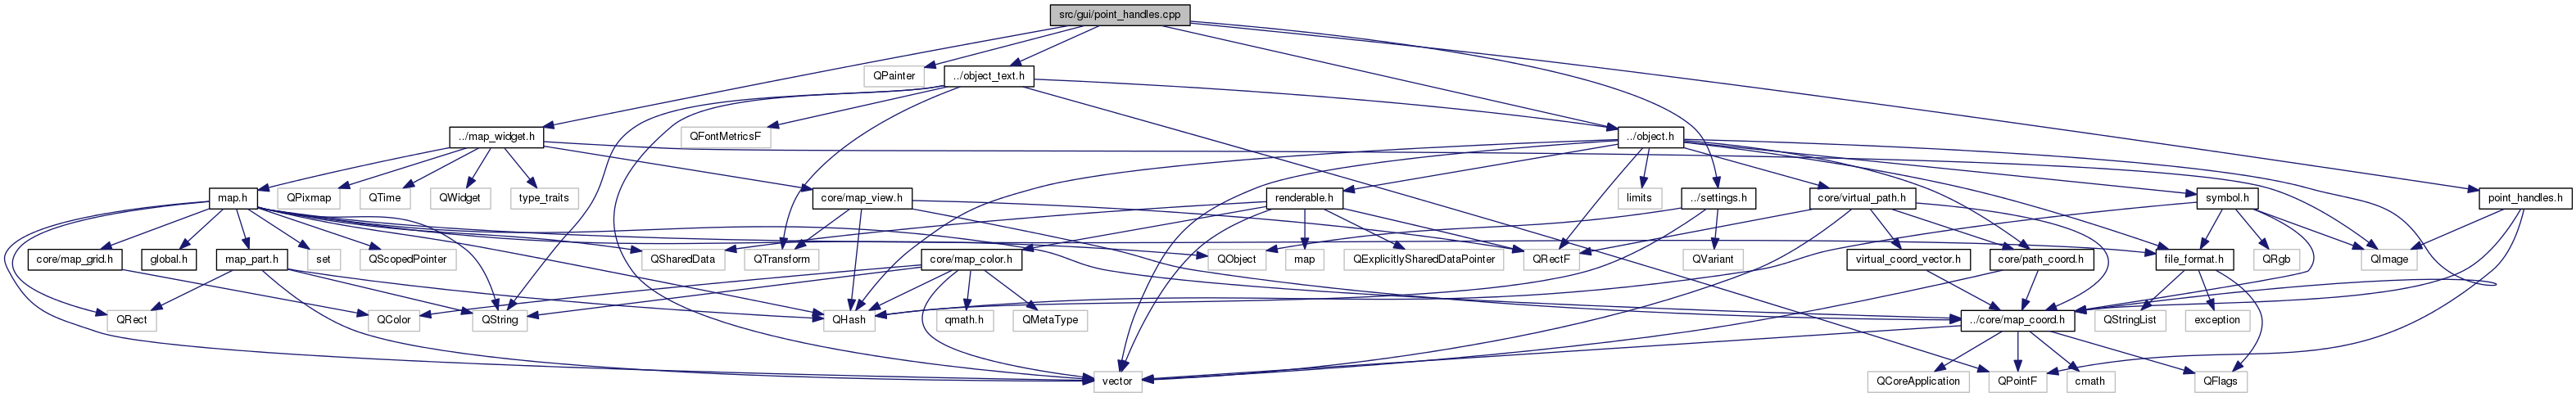 src/gui/point_handles.cpp
QPainter
../object_text.h
../map_widget.h
QFontMetricsF
../object.h
map.h
QPixmap
QTime
QWidget
type_traits
core/map_view.h
renderable.h
limits
../settings.h
core/virtual_path.h
symbol.h
point_handles.h
core/map_grid.h
global.h
map_part.h
set
QScopedPointer
QSharedData
QTransform
core/map_color.h
QObject
map
QExplicitlySharedDataPointer
QRectF
QVariant
virtual_coord_vector.h
core/path_coord.h
file_format.h
QRgb
QImage
QRect
QColor
QString
QHash
qmath.h
QMetaType
../core/map_coord.h
QStringList
exception
vector
QCoreApplication
QPointF
cmath
QFlags